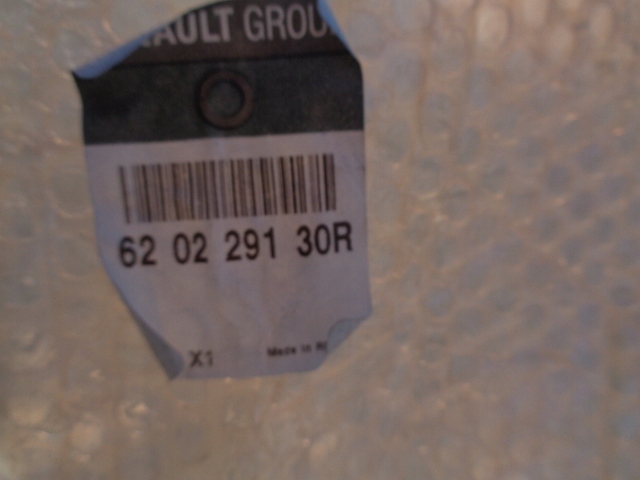 AULT GROU
62 02 291 30R
X1 Made in R